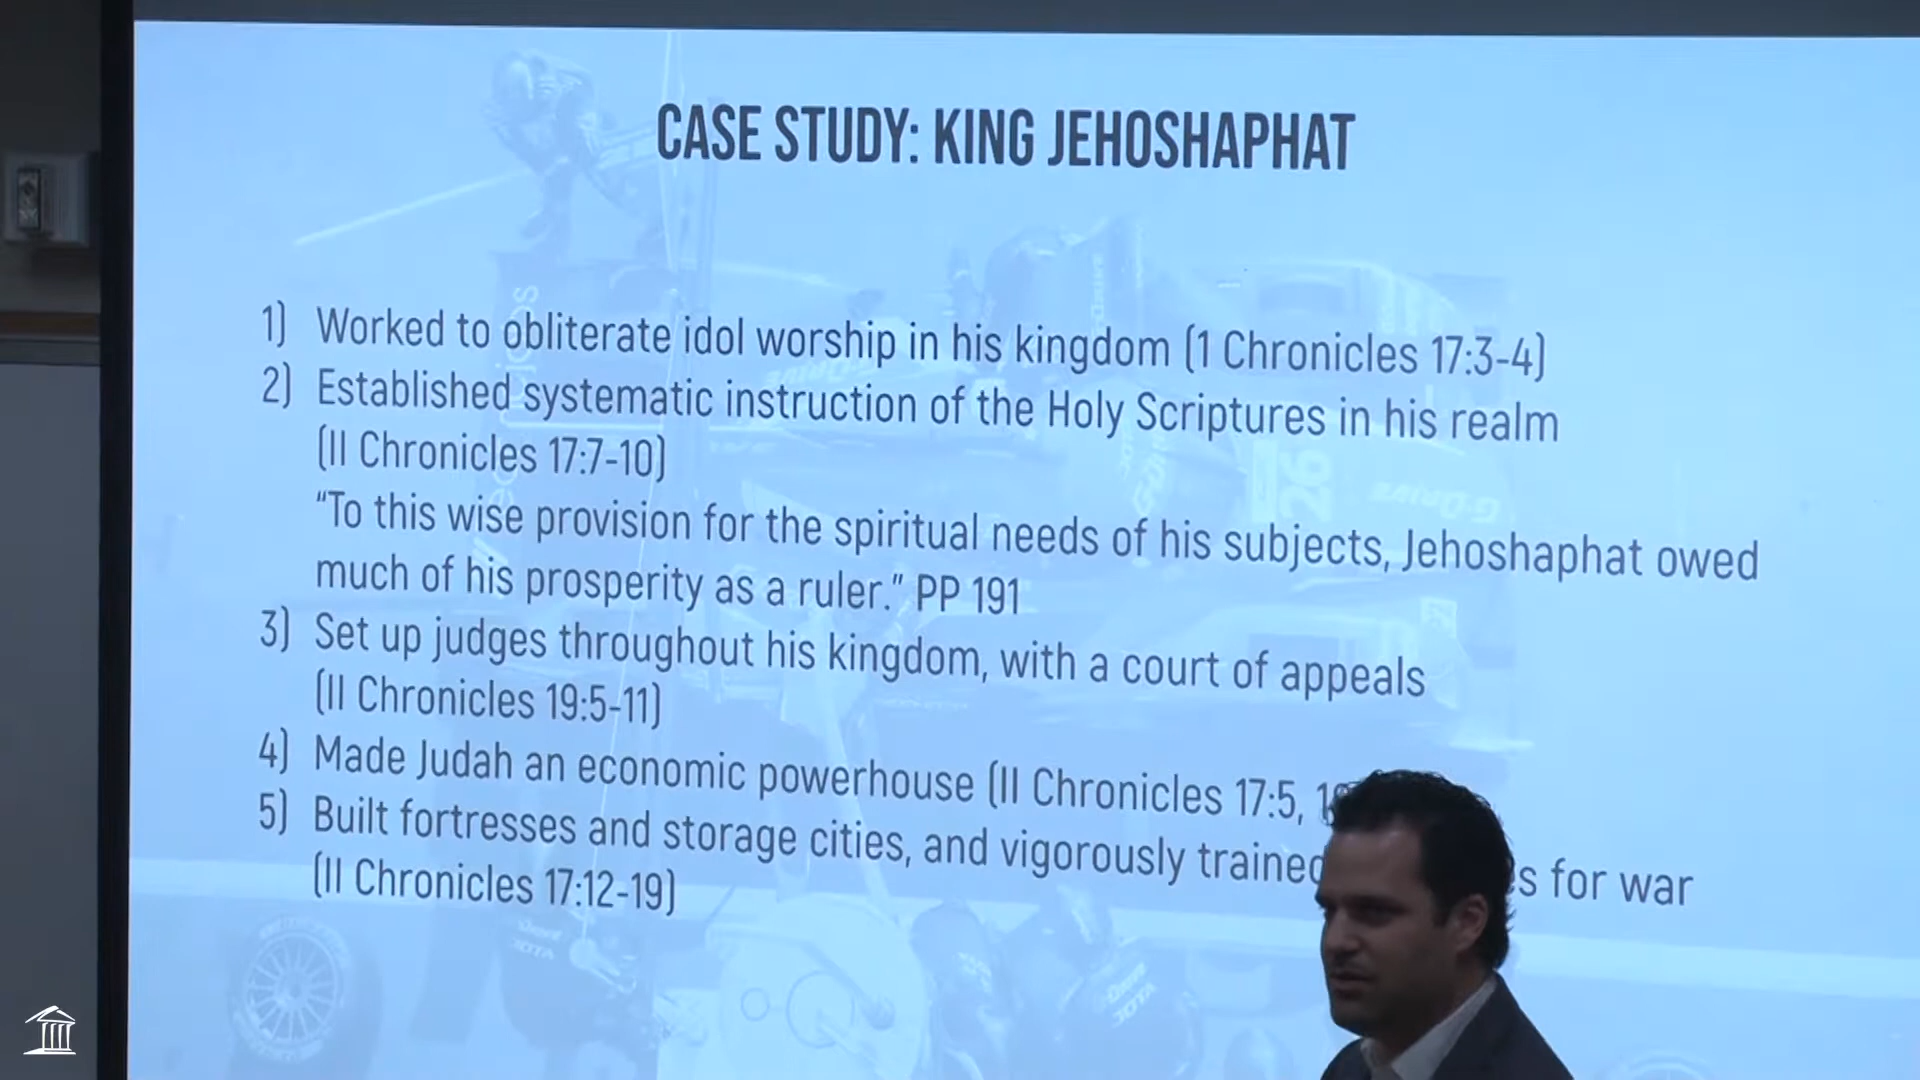 CASE STUDY: KING JEHOSHAPHAT
1) Worked to obliterate idol worship in his kingdom (1 Chronicles 17:3-4)
2) Established systematic instruction of the Holy Scriptures in his realm
(II Chronicles 17:7-10)
“To this wise provision for the spiritual needs of his subjects, Jehoshaphat owed
much of his prosperity as a ruler.” PP 191
3) Set up judges throughout his kingdom, with a court of appeals
(II Chronicles 19:5-11)
4) Made Judah an economic powerhouse (II Chronicles 17:5,
5) Built fortresses and storage cities, and vigorously trained for war
(II Chronicles 17:12-19)
G-DRIVE
26
G-DRIVE
JOTA
JOTA